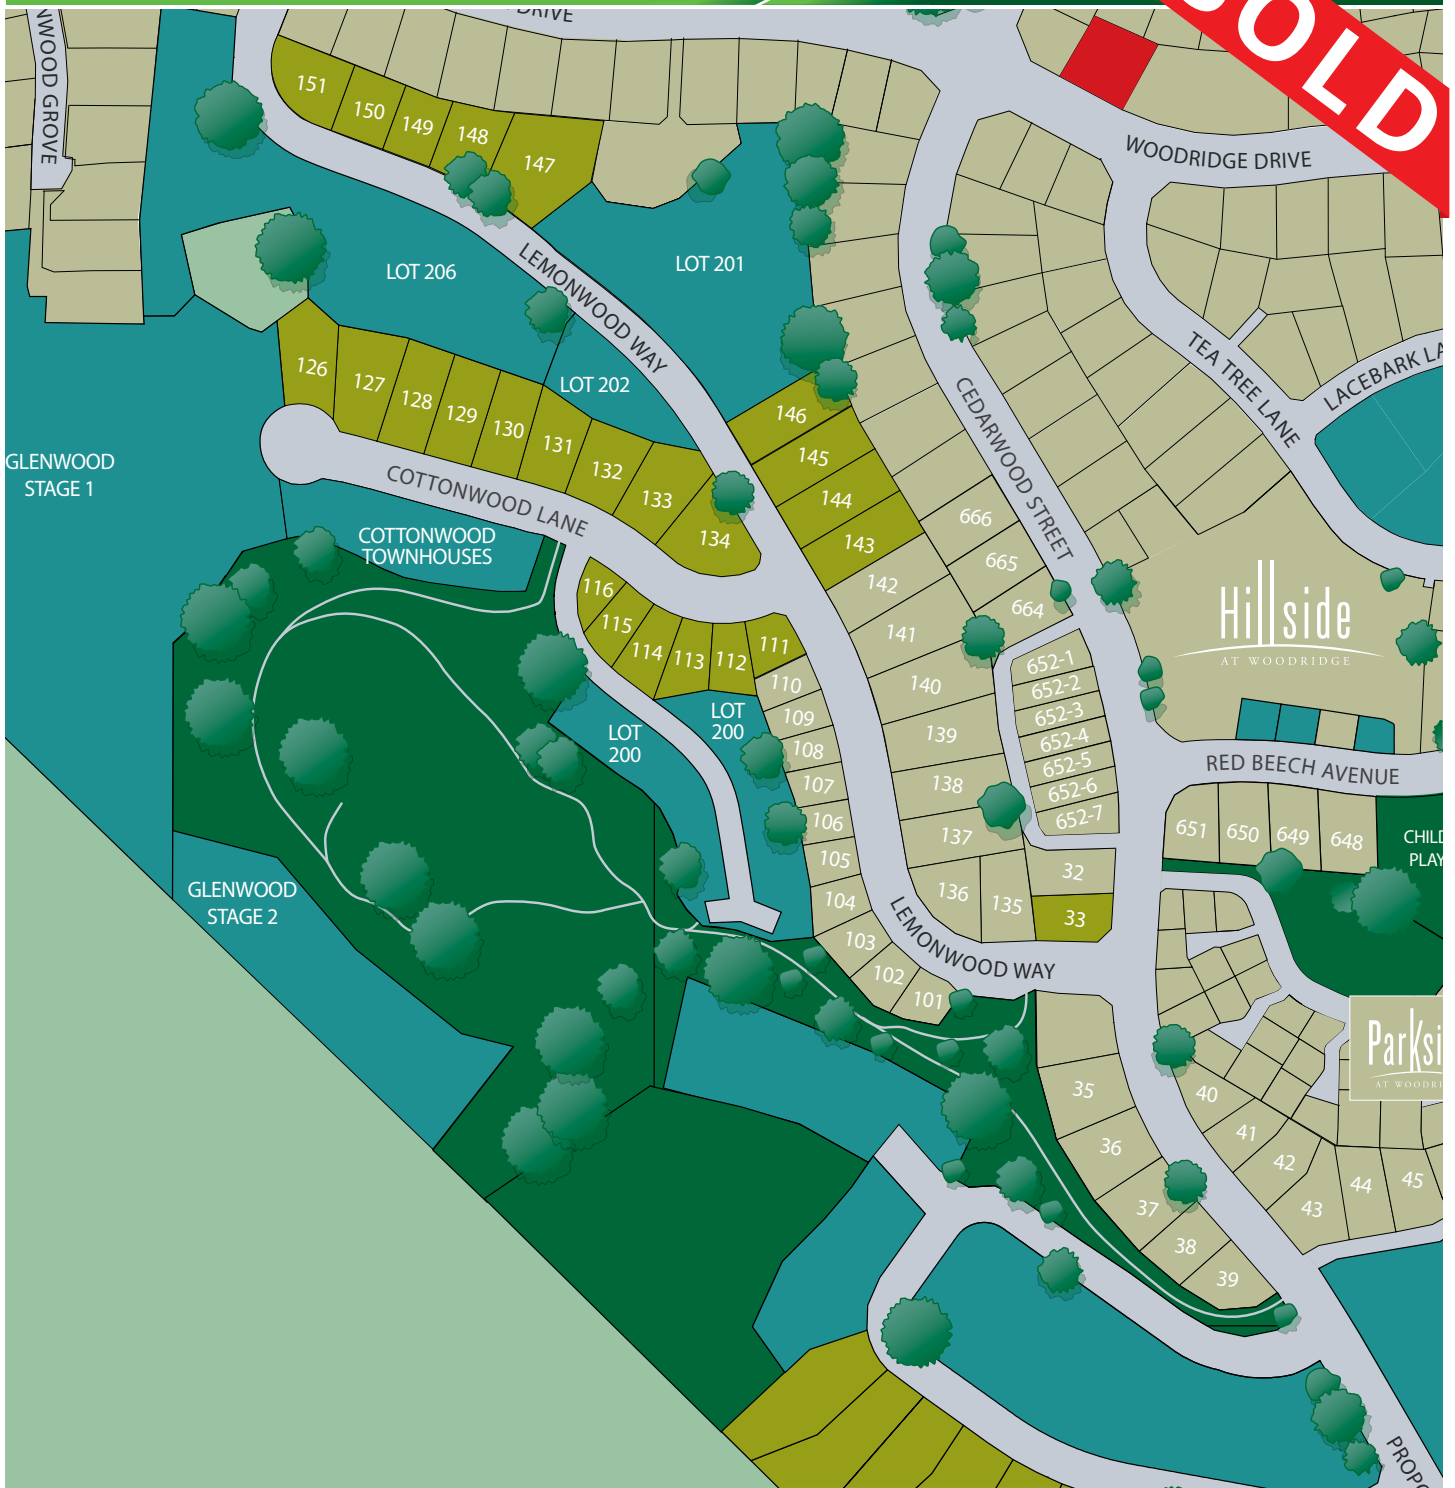 DRIVE
SOLD
NWOOD GROVE
WOODRIDGE DRIVE
151
150
149
148
147
LOT 206
LEMONWOOD WAY
LOT 201
126
127
128
129
130
131
132
133
134
LOT 202
146
145
144
143
142
141
140
139
138
137
136
135
CEDARWOOD STREET
TEA TREE LANE
LACEBARK LA
GLENWOOD
STAGE 1
COTTONWOOD LANE
COTTONWOOD
TOWNHOUSES
666
665
664
Hillside
AT WOODRIDGE
116
115
114
113
112
111
110
109
108
107
106
105
104
103
102
101
LOT
200
LOT
200
652-1
652-2
652-3
652-4
652-5
652-6
652-7
RED BEECH AVENUE
651
650
649
648
CHILD
PLAY
32
33
GLENWOOD
STAGE 2
LEMONWOOD WAY
Parksi
AT WOODRI
35
36
37
38
39
40
41
42
43
44
45
PROPO